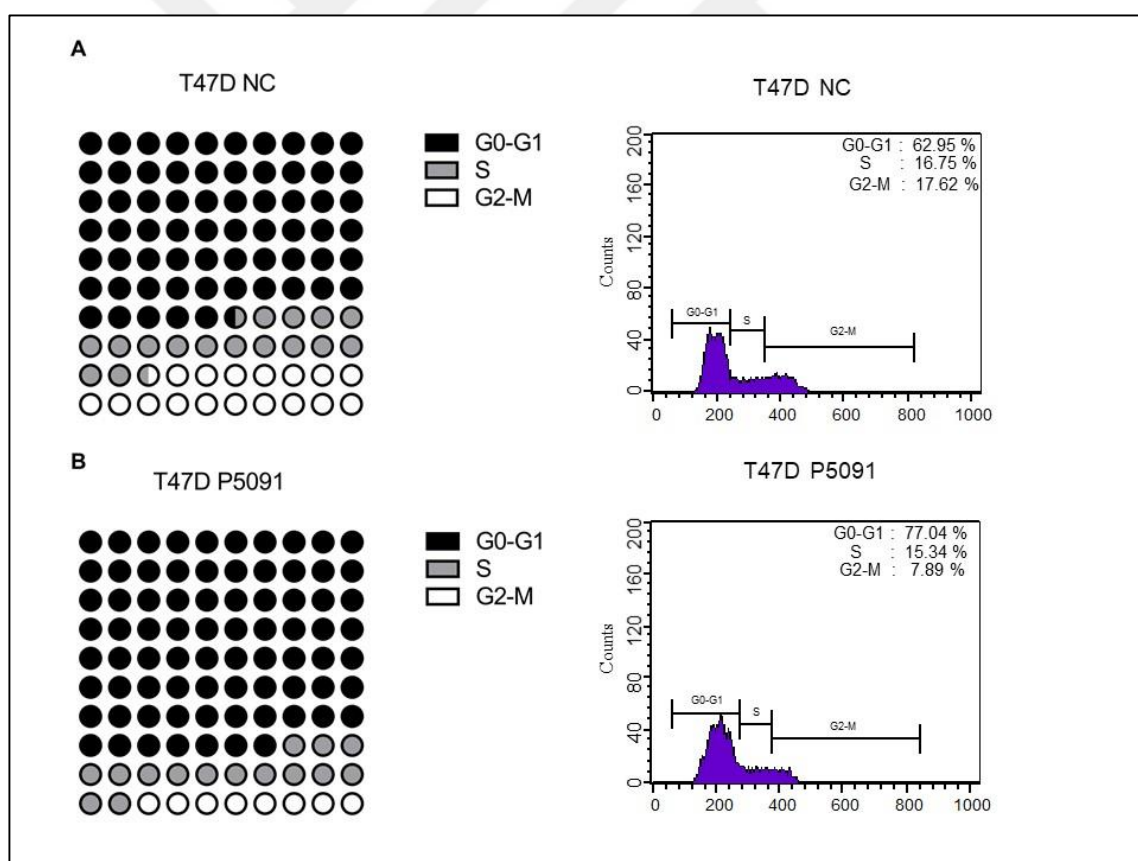 A
T47D NC
G0-G1
S
G2-M
T47D NC
G0-G1 : 62.95 %
S : 16.75 %
G2-M : 17.62 %
Counts
200
160
120
80
40
0
G0-G1
S
G2-M
0 200 400 600 800 1000
B
T47D P5091
G0-G1
S
G2-M
T47D P5091
G0-G1 : 77.04 %
S : 15.34 %
G2-M : 7.89 %
Counts
200
160
120
80
40
0
G0-G1
S
G2-M
0 200 400 600 800 1000